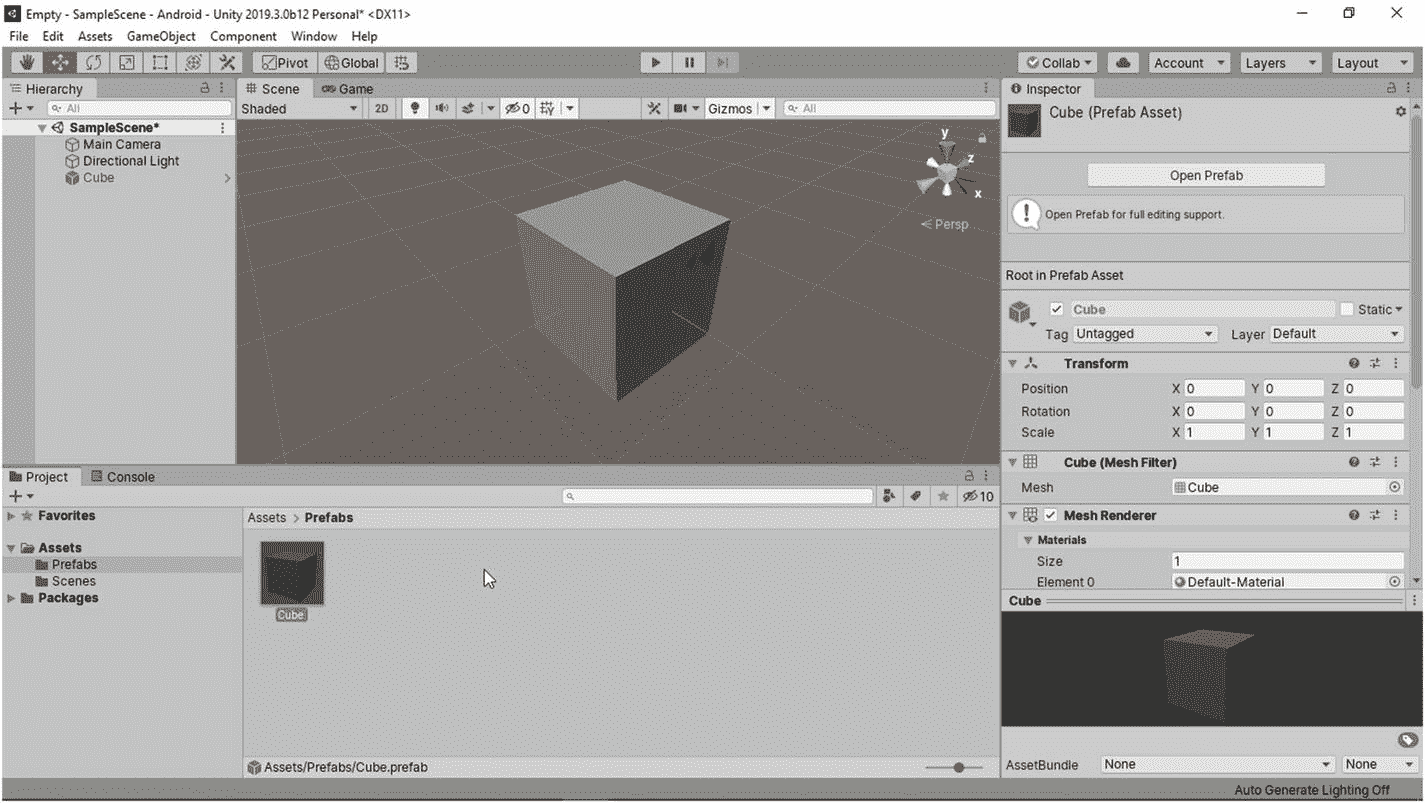 Empty - SampleScene - Android - Unity 2019.3.0b12 Personal* <DX11>
File Edit Assets GameObject Component Window Help
Pivot Global Collab Account Layers Layout
Hierarchy
All
SampleScene*
Main Camera
Directional Light
Cube
Scene Game
Shaded 2D 0 Gizmos All
y
z
x
Persp
Inspector
Cube (Prefab Asset)
Open Prefab
! Open Prefab for full editing support.
Root in Prefab Asset
Cube Static
Tag Untagged Layer Default
Transform
Position X 0 Y 0 Z 0
Rotation X 0 Y 0 Z 0
Scale X 1 Y 1 Z 1
Cube (Mesh Filter)
Mesh Cube
Mesh Renderer
Materials
Size 1
Element 0 Default-Material
Cube
AssetBundle None None
Project Console
10
Favorites
Assets
Prefabs
Scenes
Packages
Assets > Prefabs
Cube
Assets/Prefabs/Cube.prefab
Auto Generate Lighting Off